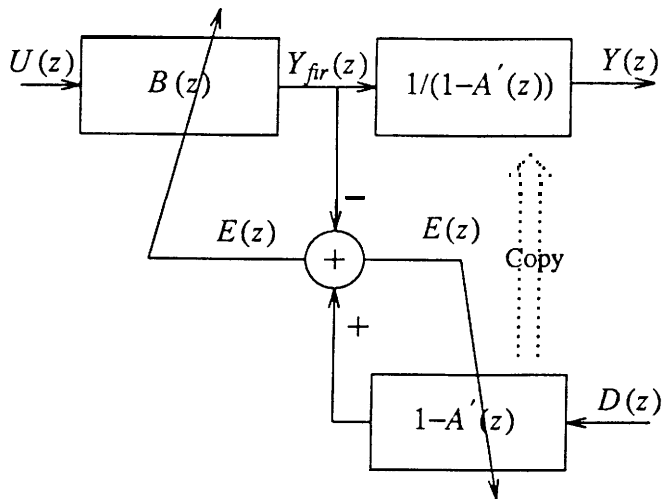 U(z)
B(z)
Y_fir(z)
1/(1−A′(z))
Y(z)
−
E(z)
+
E(z)
Copy
+
1−A′(z)
D(z)